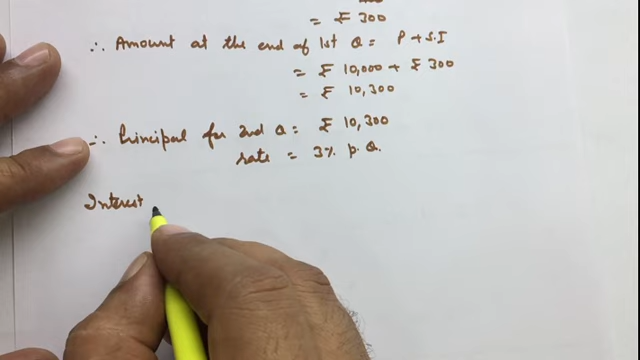 = ₹ 300
∴ Amount at the end of 1st Q = P + S.I
= ₹ 10,000 + ₹ 300
= ₹ 10,300
∴ Principal for 2nd Q = ₹ 10,300
rate = 3% p.Q.
Interest